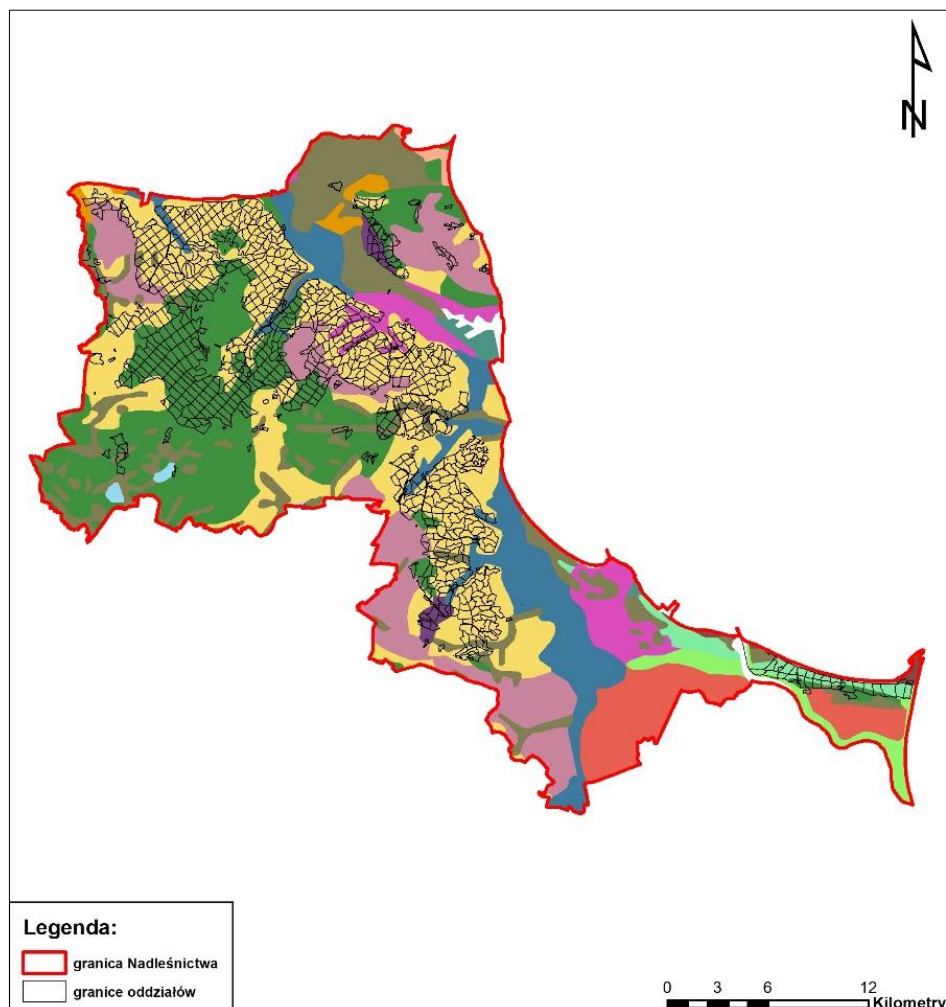 N
Legenda:
granica Nadleśnictwa
granice oddziałów
0 3 6 12
Kilometry